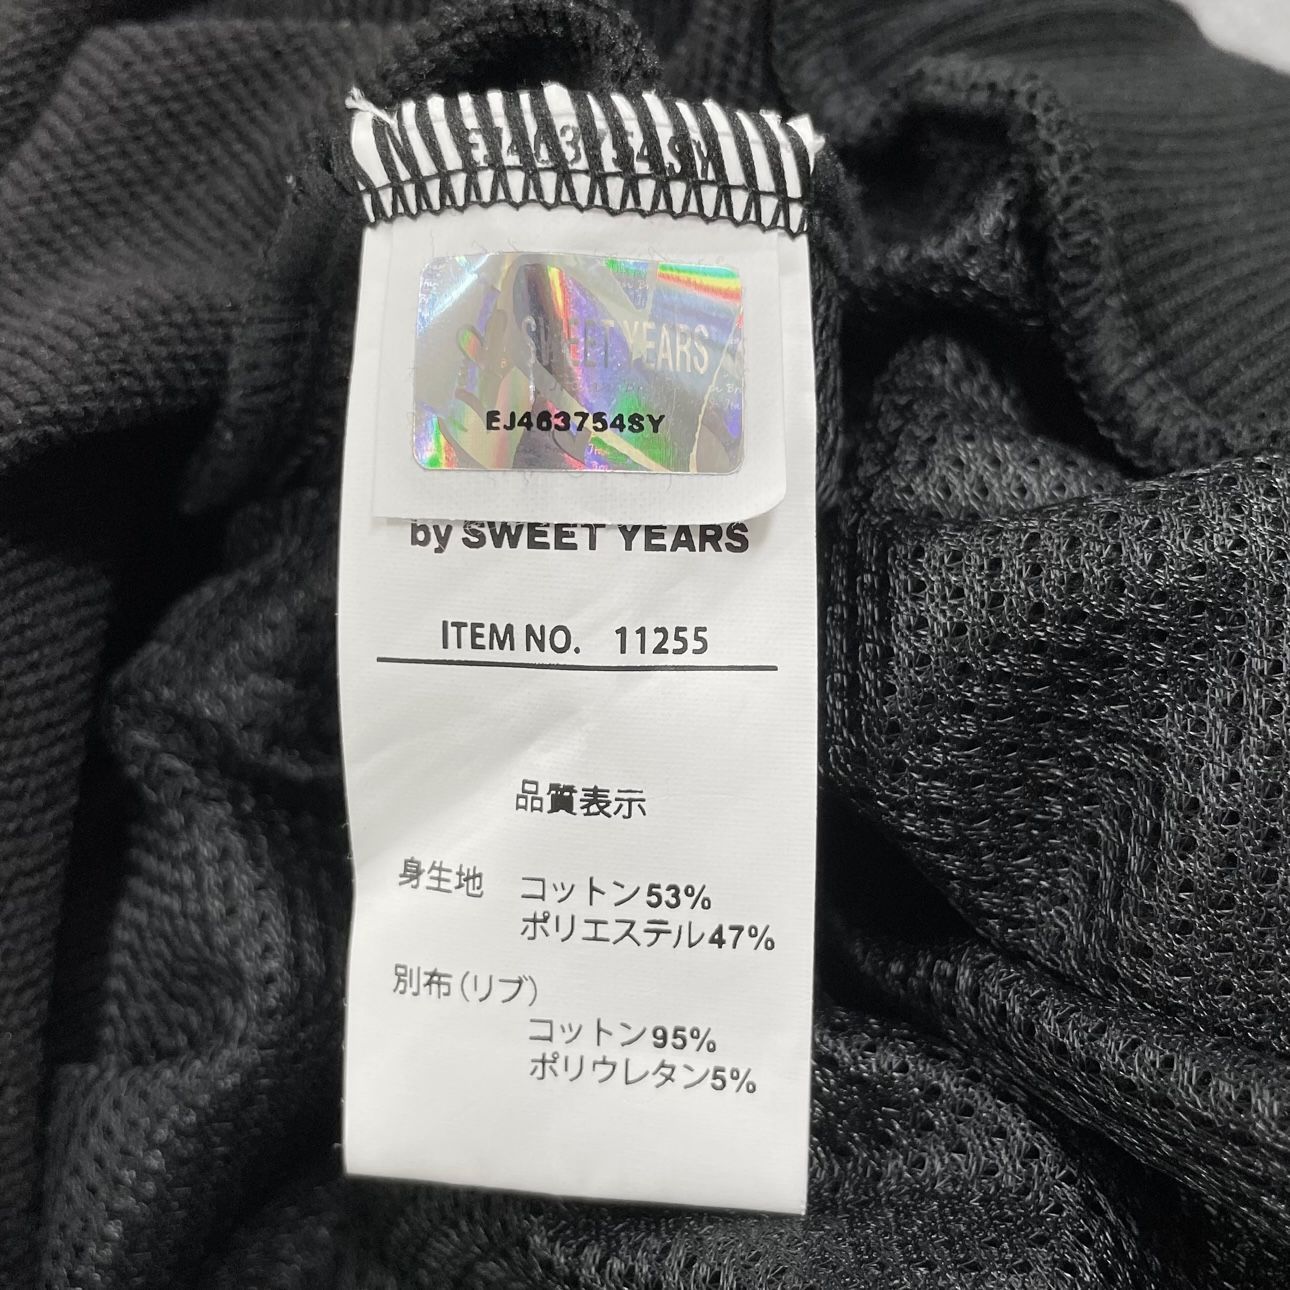 SWEET YEARS
EJ463754SY
by SWEET YEARS
ITEM NO. 11255
品質表示
身生地 コットン53%
ポリエステル47%
別布(リブ)
コットン95%
ポリウレタン5%